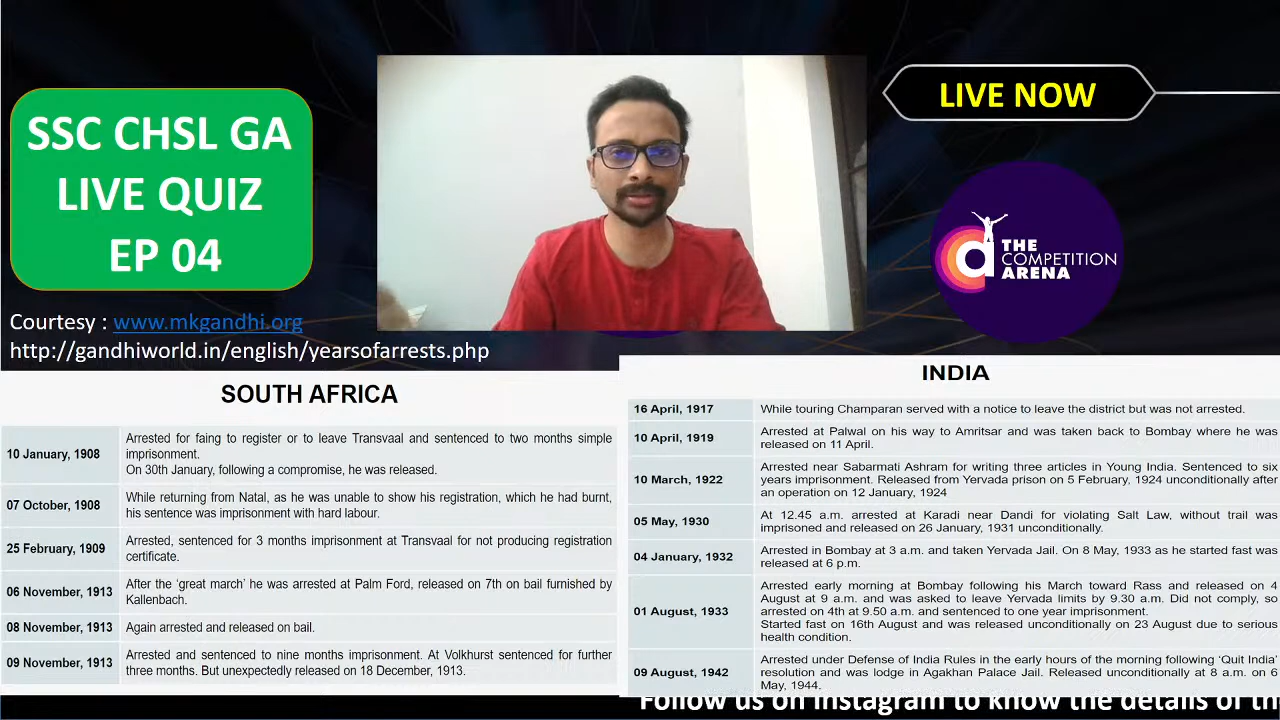 SSC CHSL GA
LIVE QUIZ
EP 04
LIVE NOW
THE
COMPETITION
ARENA
Courtesy : www.mkgandhi.org
http://gandhiworld.in/english/yearsofarrests.php
SOUTH AFRICA
10 January, 1908
Arrested for faing to register or to leave Transvaal and sentenced to two months simple
imprisonment.
On 30th January, following a compromise, he was released.
07 October, 1908
While returning from Natal, as he was unable to show his registration, which he had burnt,
his sentence was imprisonment with hard labour.
25 February, 1909
Arrested, sentenced for 3 months imprisonment at Transvaal for not producing registration
certificate.
06 November, 1913
After the ‘great march’ he was arrested at Palm Ford, released on 7th on bail furnished by
Kallenbach.
08 November, 1913
Again arrested and released on bail.
09 November, 1913
Arrested and sentenced to nine months imprisonment. At Volkhurst sentenced for further
three months. But unexpectedly released on 18 December, 1913.
INDIA
16 April, 1917
While touring Champaran served with a notice to leave the district but was not arrested.
10 April, 1919
Arrested at Palwal on his way to Amritsar and was taken back to Bombay where he was
released on 11 April.
10 March, 1922
Arrested near Sabarmati Ashram for writing three articles in Young India. Sentenced to six
years imprisonment. Released from Yervada prison on 5 February, 1924 unconditionally after
an operation on 12 January, 1924
05 May, 1930
At 12.45 a.m. arrested at Karadi near Dandi for violating Salt Law, without trail was
imprisoned and released on 26 January, 1931 unconditionally.
04 January, 1932
Arrested in Bombay at 3 a.m. and taken Yervada Jail. On 8 May, 1933 as he started fast was
released at 6 p.m.
01 August, 1933
Arrested early morning at Bombay following his March toward Rass and released on 4
August at 9 a.m. and was asked to leave Yervada limits by 9.30 a.m. Did not comply, so
arrested on 4th at 9.50 a.m. and sentenced to one year imprisonment.
Started fast on 16th August and was released unconditionally on 23 August due to serious
health condition.
09 August, 1942
Arrested under Defense of India Rules in the early hours of the morning following ‘Quit India’
resolution and was lodge in Agakhan Palace Jail. Released unconditionally at 8 a.m. on 6
May, 1944.
Follow us on Instagram to know the details of th